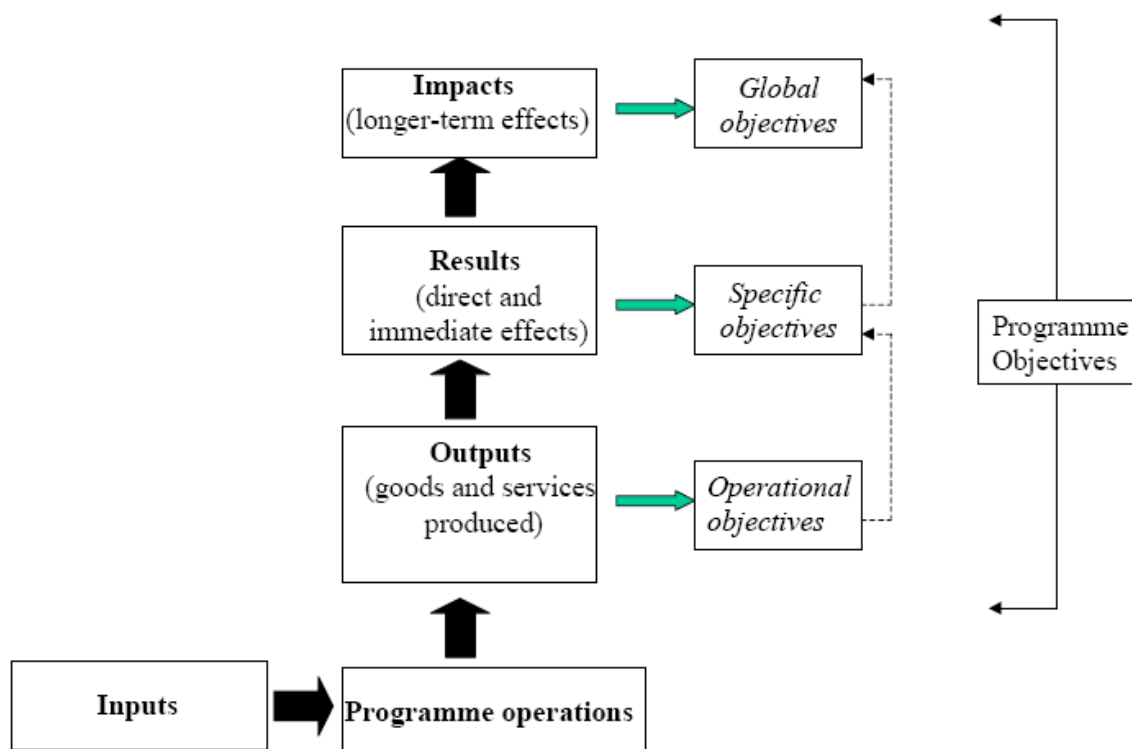 Impacts
(longer-term effects)
Global
objectives
Results
(direct and
immediate effects)
Specific
objectives
Programme
Objectives
Outputs
(goods and services
produced)
Operational
objectives
Inputs
Programme operations